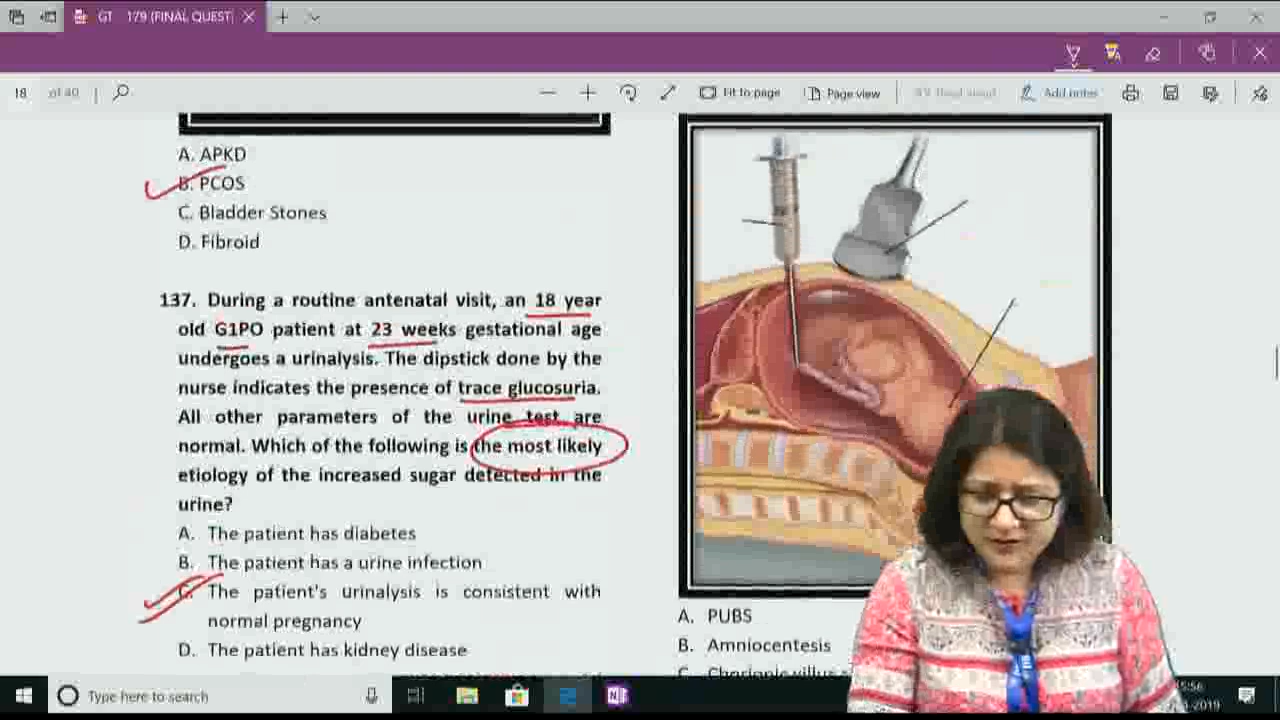 GT 179 (FINAL QUEST
18 of 40
Fit to page
Page view
Read aloud
Add notes
A. APKD
B. PCOS
C. Bladder Stones
D. Fibroid
137. During a routine antenatal visit, an 18 year
old G1PO patient at 23 weeks gestational age
undergoes a urinalysis. The dipstick done by the
nurse indicates the presence of trace glucosuria.
All other parameters of the urine test are
normal. Which of the following is the most likely
etiology of the increased sugar detected in the
urine?
A. The patient has diabetes
B. The patient has a urine infection
C. The patient's urinalysis is consistent with
normal pregnancy
D. The patient has kidney disease
A. PUBS
B. Amniocentesis
C. Chorionic villus
Type here to search